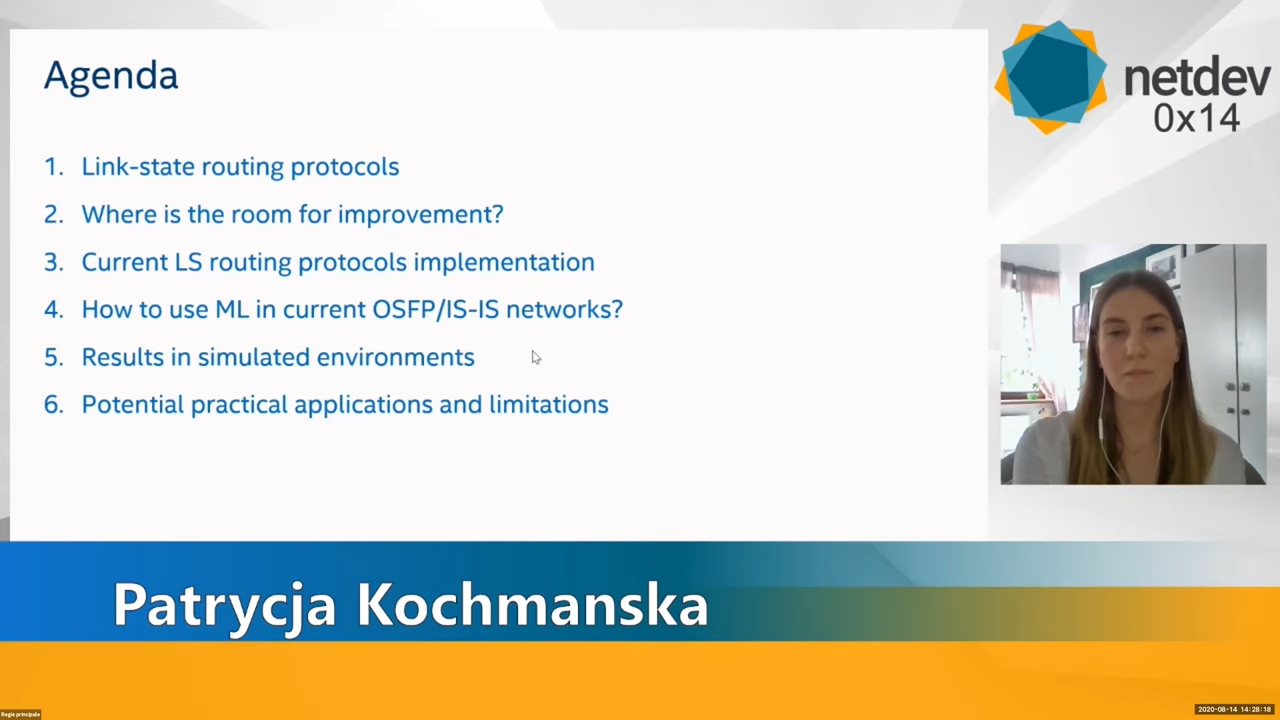 Agenda
1. Link-state routing protocols
2. Where is the room for improvement?
3. Current LS routing protocols implementation
4. How to use ML in current OSFP/IS-IS networks?
5. Results in simulated environments
6. Potential practical applications and limitations
netdev
0x14
Patrycja Kochmanska
Regie principale
2020-08-14 14:28:18